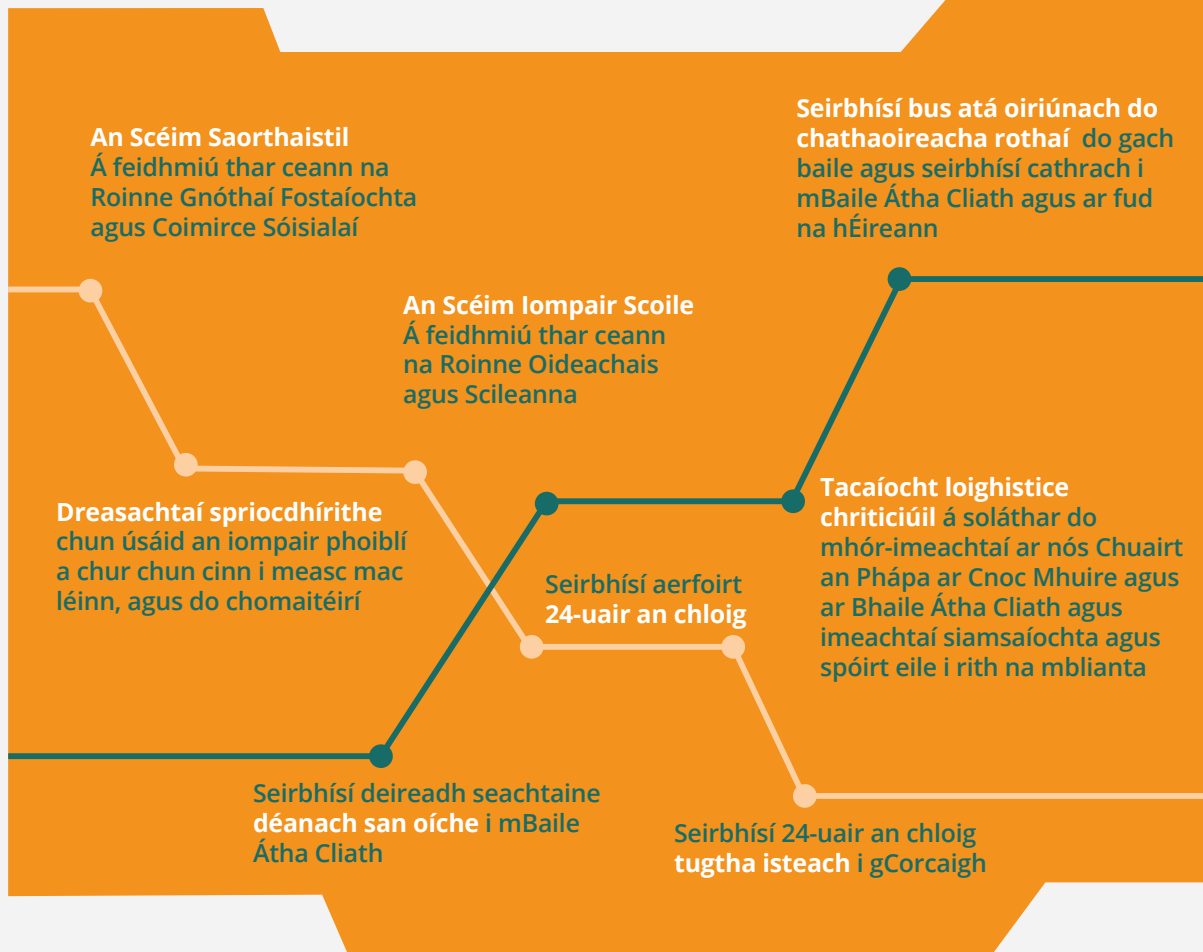 An Scéim Saorthaistil
Á feidhmiú thar ceann na
Roinne Gnóthaí Fostaíochta
agus Coimirce Sóisialaí
Seirbhísí bus atá oiriúnach do
chathaoireacha rothaí do gach
baile agus seirbhísí cathrach i
mBaile Átha Cliath agus ar fud
na hÉireann
An Scéim Iompair Scoile
Á feidhmiú thar ceann
na Roinne Oideachais
agus Scileanna
Dreasachtaí spriocdhírithe
chun úsáid an iompair phoiblí
a chur chun cinn i measc mac
léinn, agus do chomaitéirí
Seirbhísí aerfoirt
24-uair an chloig
Tacaíocht loighistice
chriticiúil á soláthar do
mhór-imeachtaí ar nós Chuairt
an Phápa ar Cnoc Mhuire agus
ar Bhaile Átha Cliath agus
imeachtaí siamsaíochta agus
spóirt eile i rith na mblianta
Seirbhísí deireadh seachtaine
déanach san oíche i mBaile
Átha Cliath
Seirbhísí 24-uair an chloig
tugtha isteach i gCorcaigh